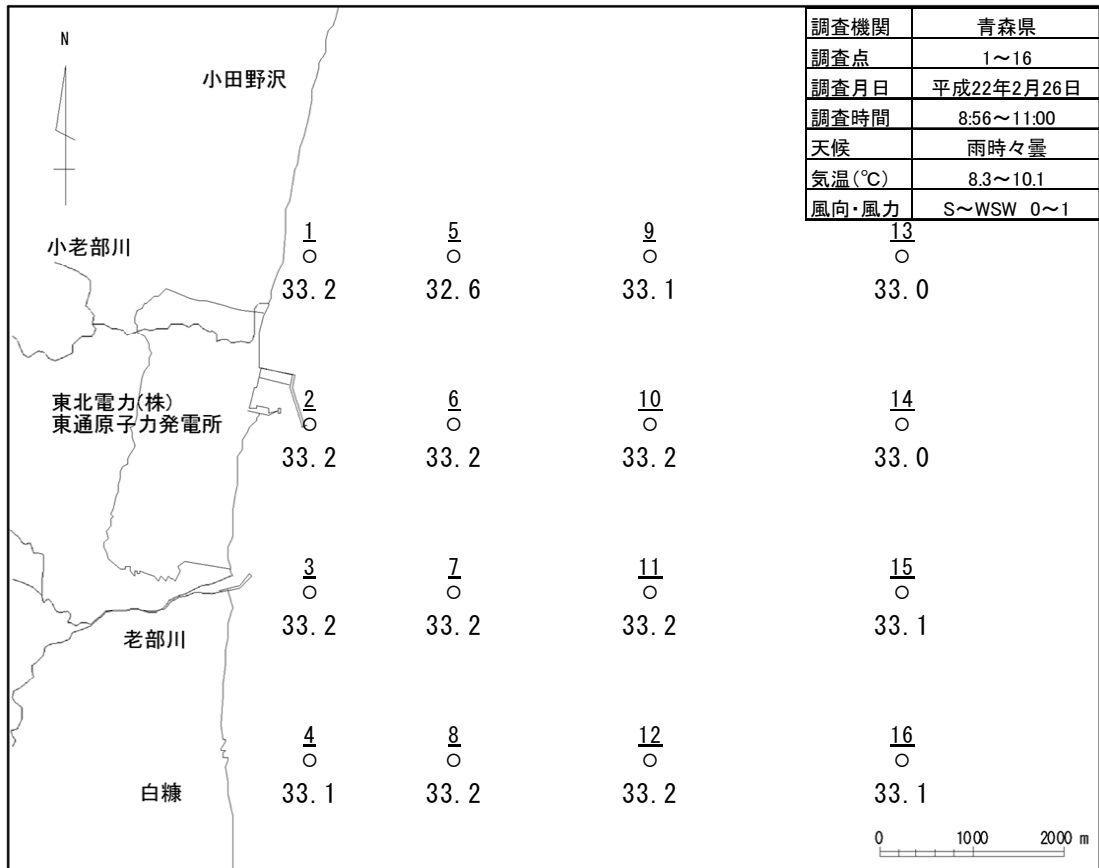 N
小田野沢
調査機関 青森県
調査点 1~16
調査月日 平成22年2月26日
調査時間 8:56~11:00
天候 雨時々曇
気温(℃) 8.3~10.1
風向・風力 S~WSW 0~1
小老部川
1 5 9 13
33.2 32.6 33.1 33.0
東北電力(株)
東通原子力発電所
2 6 10 14
33.2 33.2 33.2 33.0
3 7 11 15
33.2 33.2 33.2 33.1
老部川
4 8 12 16
33.1 33.2 33.2 33.1
白糠
0 1000 2000 m